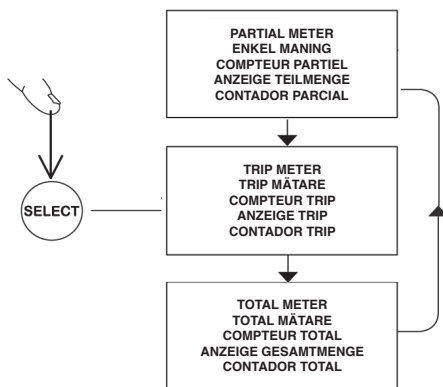 PARTIAL METER
ENKEL MANING
COMPTEUR PARTIEL
ANZEIGE TEILMENGE
CONTADOR PARCIAL
SELECT
TRIP METER
TRIP MÄTARE
COMPTEUR TRIP
ANZEIGE TRIP
CONTADOR TRIP
TOTAL METER
TOTAL MÄTARE
COMPTEUR TOTAL
ANZEIGE GESAMTMENGE
CONTADOR TOTAL